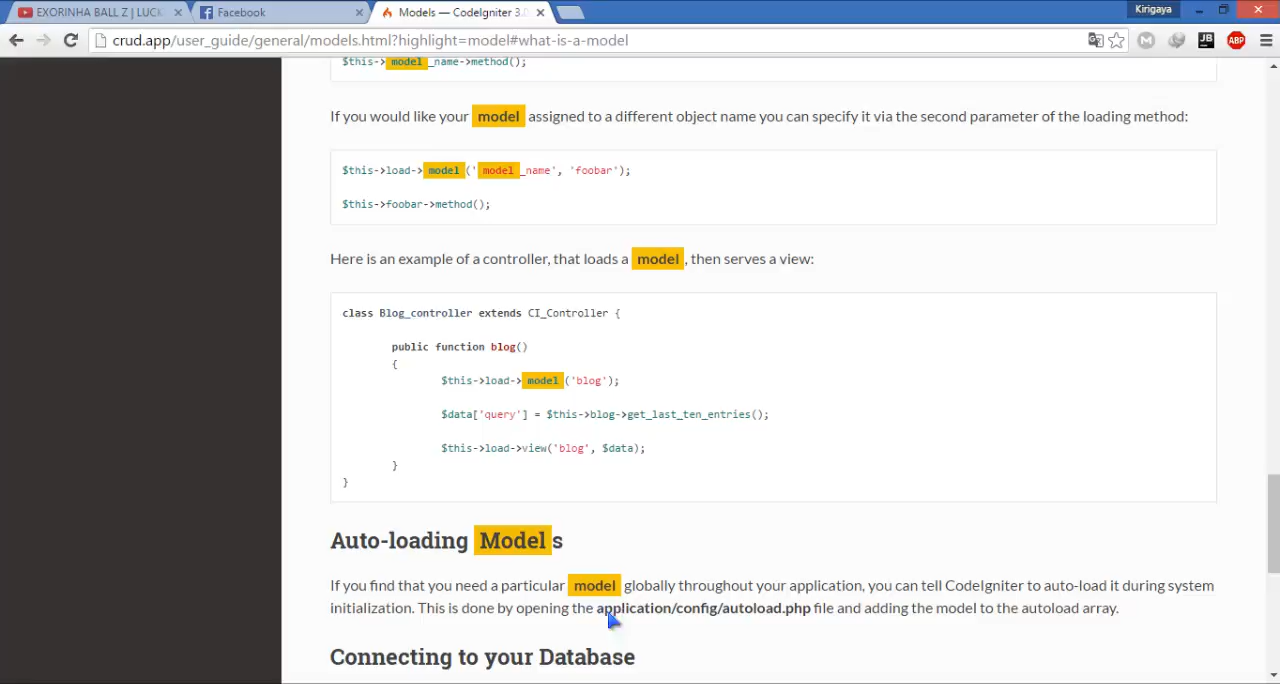 EXORINHA BALL Z | LUCK
Facebook
Models — CodeIgniter 3.
Kirigaya
crud.app/user_guide/general/models.html?highlight=model#what-is-a-model
JB
ABP
$this->model_name->method();
If you would like your model assigned to a different object name you can specify it via the second parameter of the loading method:
$this->load->model('model_name', 'foobar');
$this->foobar->method();
Here is an example of a controller, that loads a model, then serves a view:
class Blog_controller extends CI_Controller {
public function blog()
{
$this->load->model('blog');
$data['query'] = $this->blog->get_last_ten_entries();
$this->load->view('blog', $data);
}
}
Auto-loading Models
If you find that you need a particular model globally throughout your application, you can tell CodeIgniter to auto-load it during system
initialization. This is done by opening the application/config/autoload.php file and adding the model to the autoload array.
Connecting to your Database